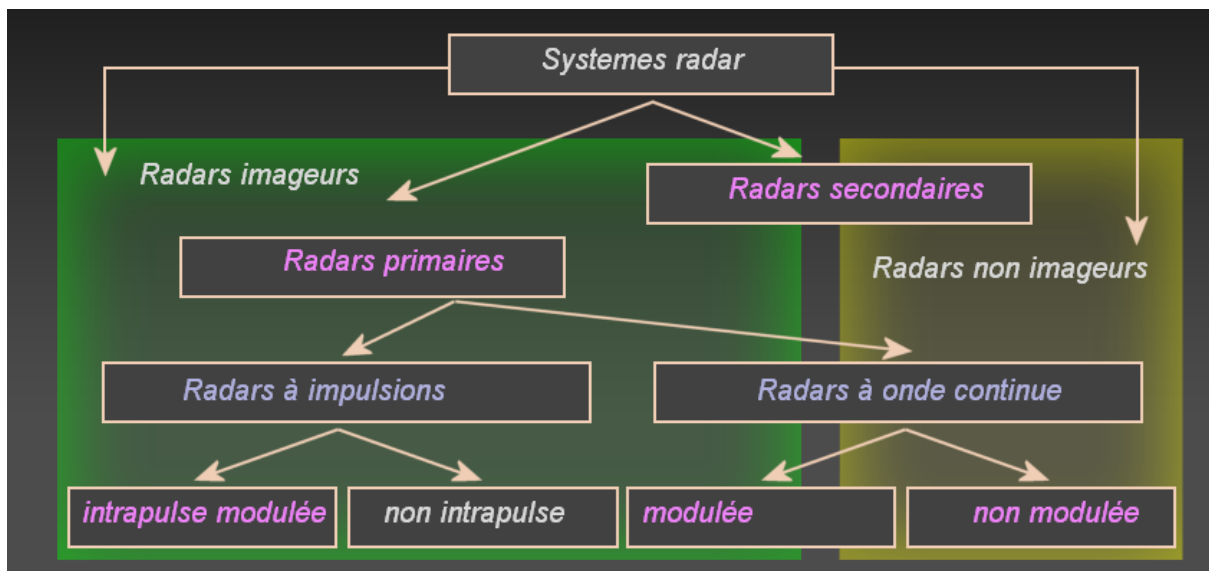 Systemes radar
Radars imageurs
Radars secondaires
Radars primaires
Radars non imageurs
Radars à impulsions
Radars à onde continue
intrapulse modulée
non intrapulse
modulée
non modulée